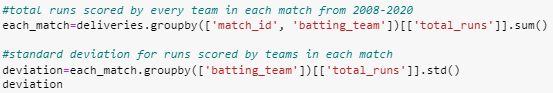 #total runs scored by every team in each match from 2008-2020
each_match=deliveries.groupby(['match_id', 'batting_team'])[['total_runs']].sum()
#standard deviation for runs scored by teams in each match
deviation=each_match.groupby(['batting_team'])[['total_runs']].std()
deviation